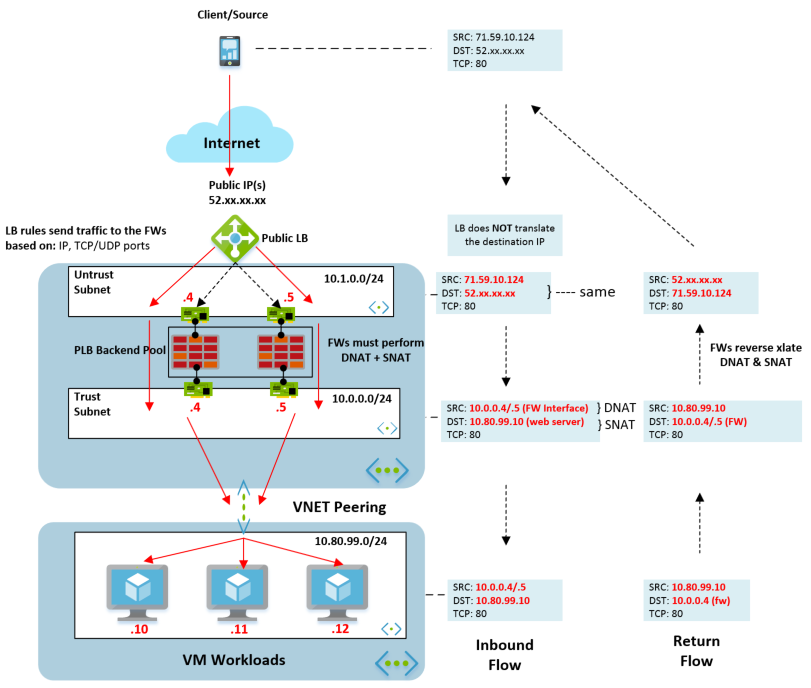 Client/Source
SRC: 71.59.10.124
DST: 52.xx.xx.xx
TCP: 80
Internet
Public IP(s)
52.xx.xx.xx
LB rules send traffic to the FWs
based on: IP, TCP/UDP ports
Public LB
LB does NOT translate
the destination IP
Untrust
Subnet
10.1.0.0/24
.4
.5
SRC: 71.59.10.124
DST: 52.xx.xx.xx
TCP: 80
} ---- same
SRC: 52.xx.xx.xx
DST: 71.59.10.124
TCP: 80
PLB Backend Pool
FWs must perform
DNAT + SNAT
FWs reverse xlate
DNAT & SNAT
Trust
Subnet
10.0.0.0/24
.4
.5
SRC: 10.0.0.4/.5 (FW Interface)
DST: 10.80.99.10 (web server)
TCP: 80
} DNAT
} SNAT
SRC: 10.80.99.10
DST: 10.0.0.4/.5 (FW)
TCP: 80
VNET Peering
10.80.99.0/24
.10
.11
.12
VM Workloads
SRC: 10.0.0.4/.5
DST: 10.80.99.10
TCP: 80
SRC: 10.80.99.10
DST: 10.0.0.4 (fw)
TCP: 80
Inbound
Flow
Return
Flow